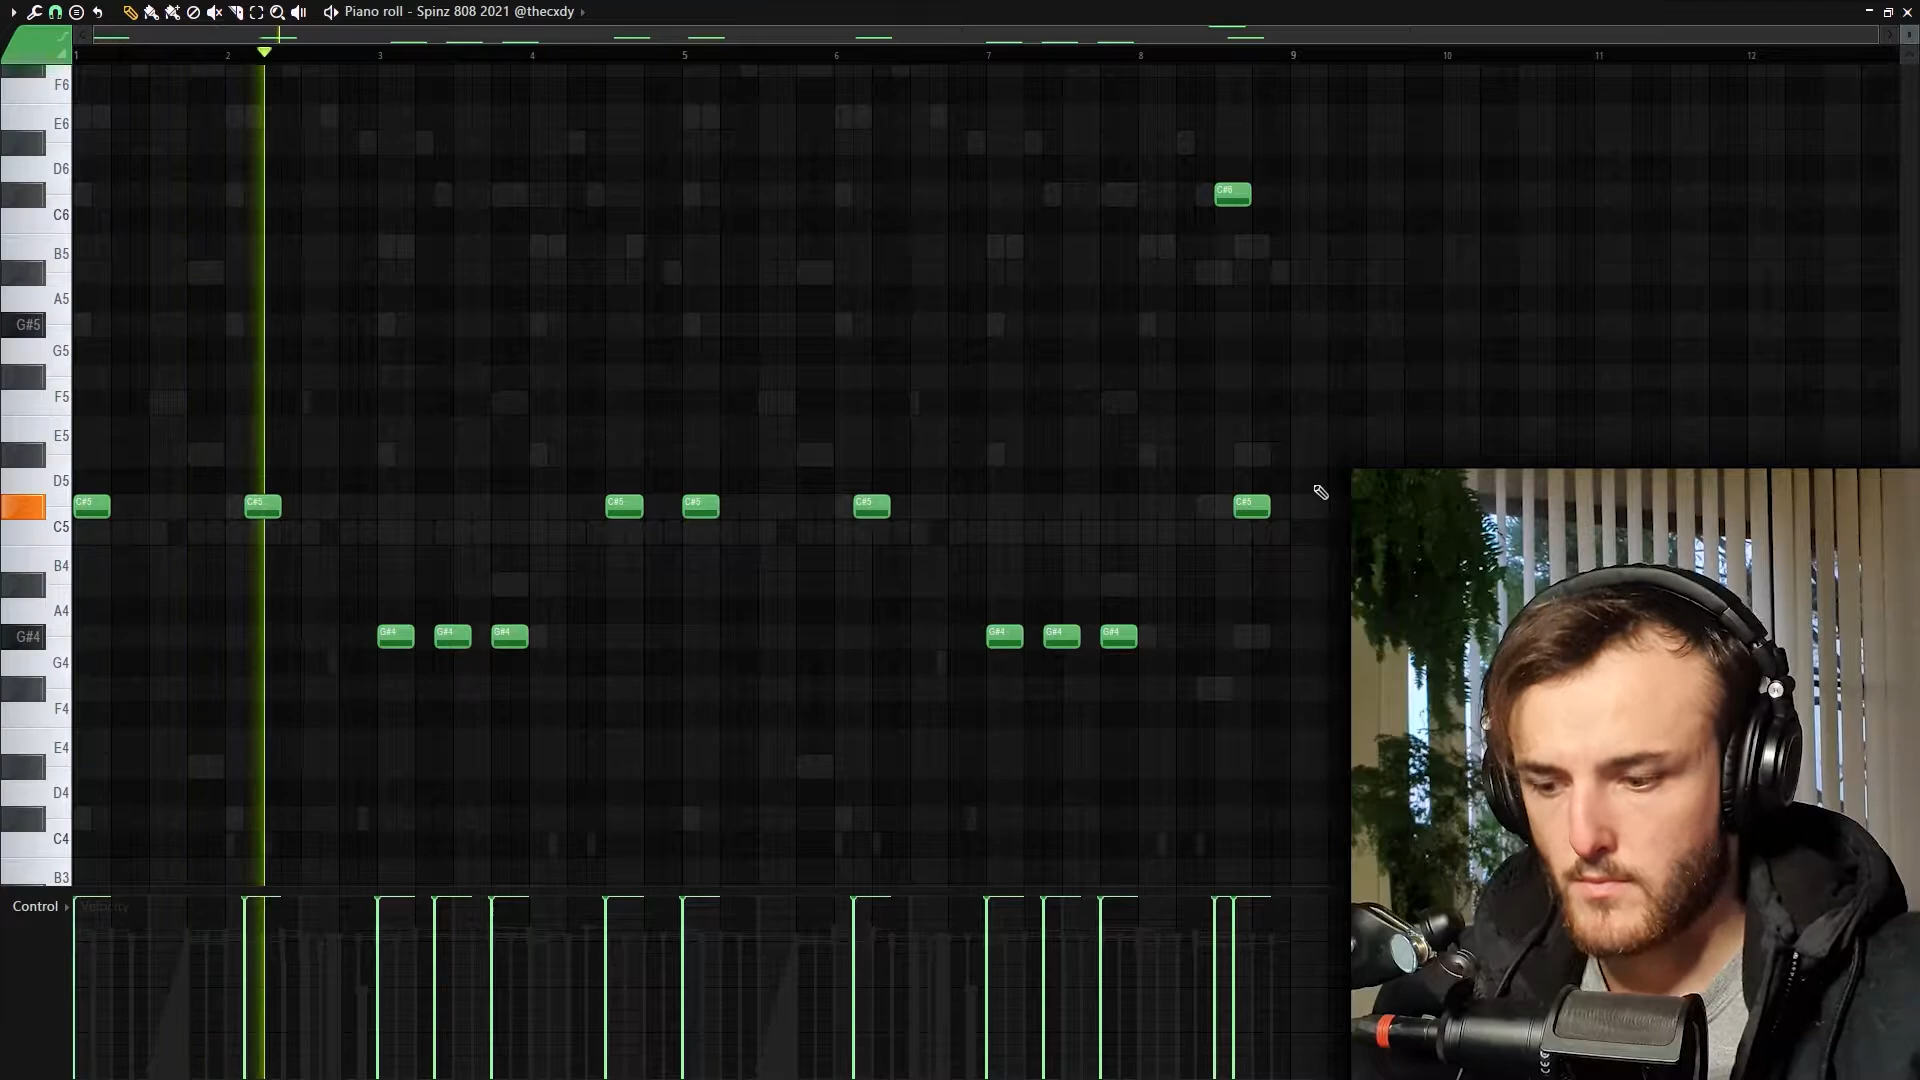 Piano roll - Spinz 808 2021 @thecxdy
1 2 3 4 5 6 7 8 9 10 11 12
F6
E6
D6
C#6
C6
B5
A5
G#5
G5
F5
E5
D5
C#5 C#5 C#5 C#5 C#5 C#5
C5
B4
A4
G#4 G#4 G#4 G#4 G#4 G#4 G#4
G4
F4
E4
D4
C4
B3
Control Velocity